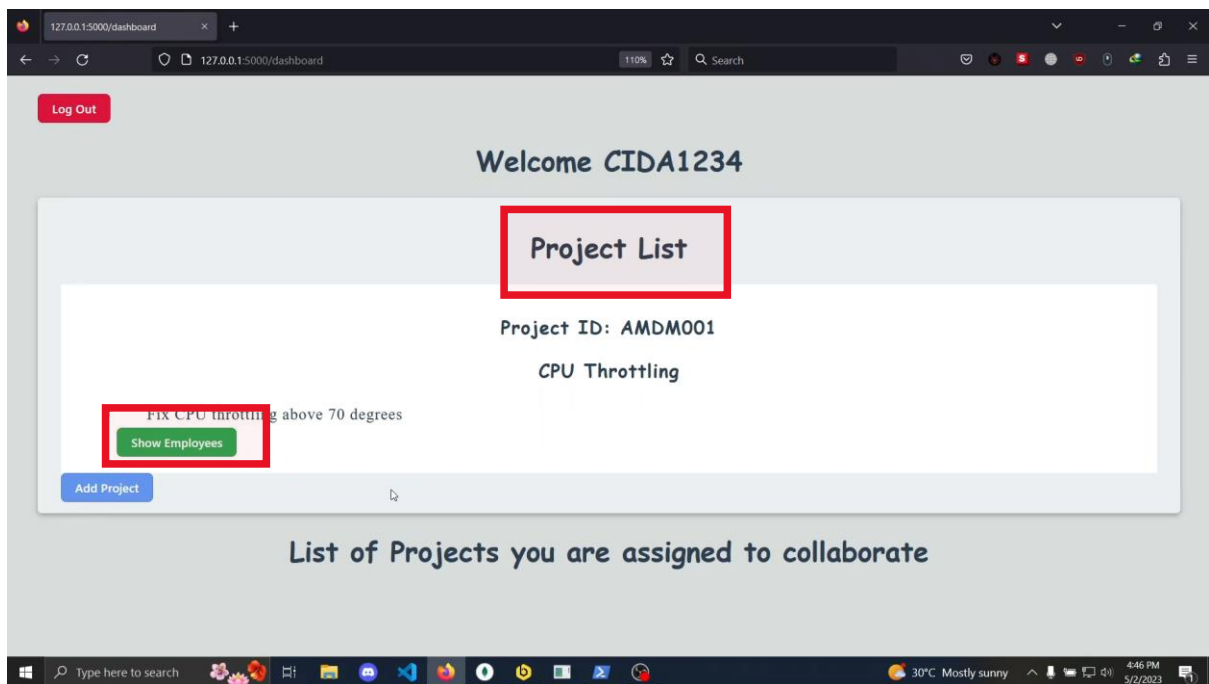 127.0.0.1:5000/dashboard
127.0.0.1:5000/dashboard
110%
Search
Log Out
Welcome CIDA1234
Project List
Project ID: AMDM001
CPU Throttling
Fix CPU throttling above 70 degrees
Show Employees
Add Project
List of Projects you are assigned to collaborate
Type here to search
30°C Mostly sunny
4:46 PM
5/2/2023